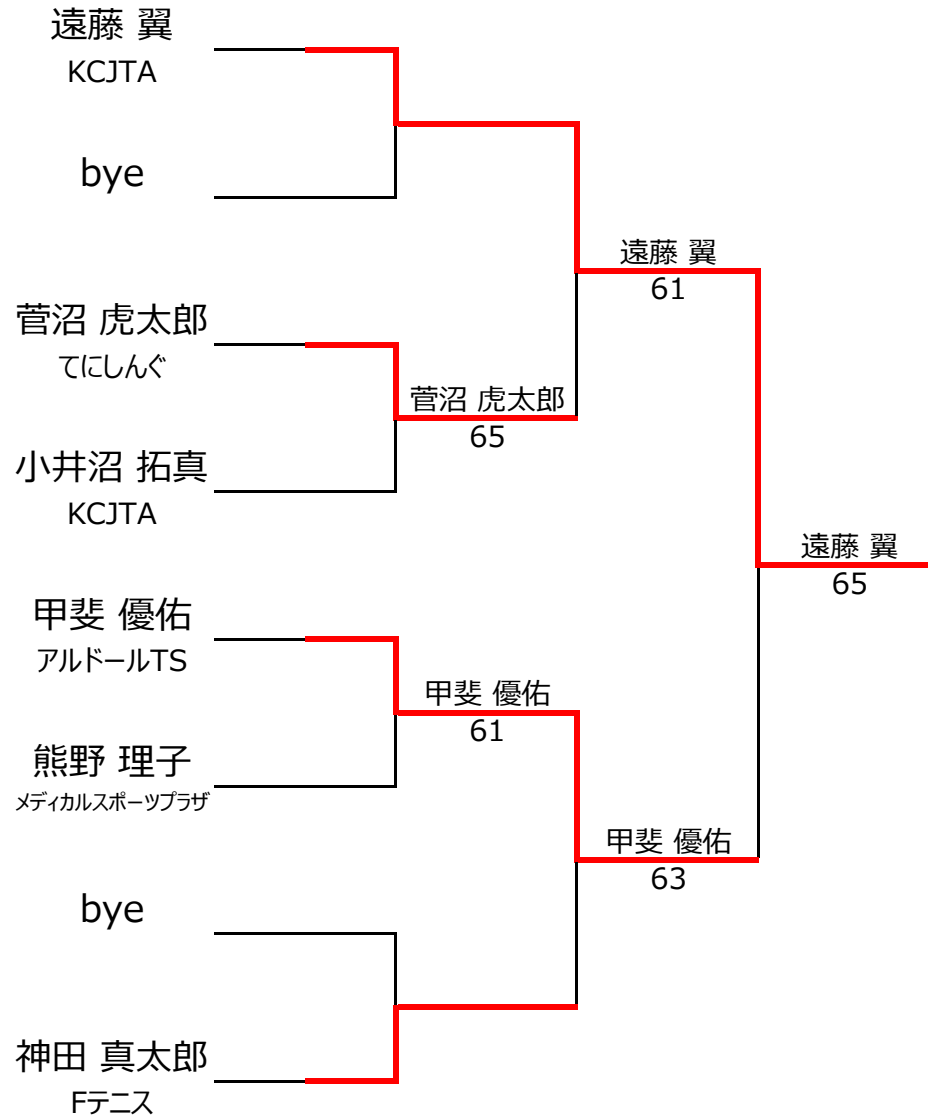 遠藤 翼
KCJTA
bye
遠藤 翼
61
菅沼 虎太郎
てにしんぐ
菅沼 虎太郎
65
小井沼 拓真
KCJTA
遠藤 翼
65
甲斐 優佑
アルドールTS
甲斐 優佑
61
熊野 理子
メディカルスポーツプラザ
甲斐 優佑
63
bye
神田 真太郎
Fテニス